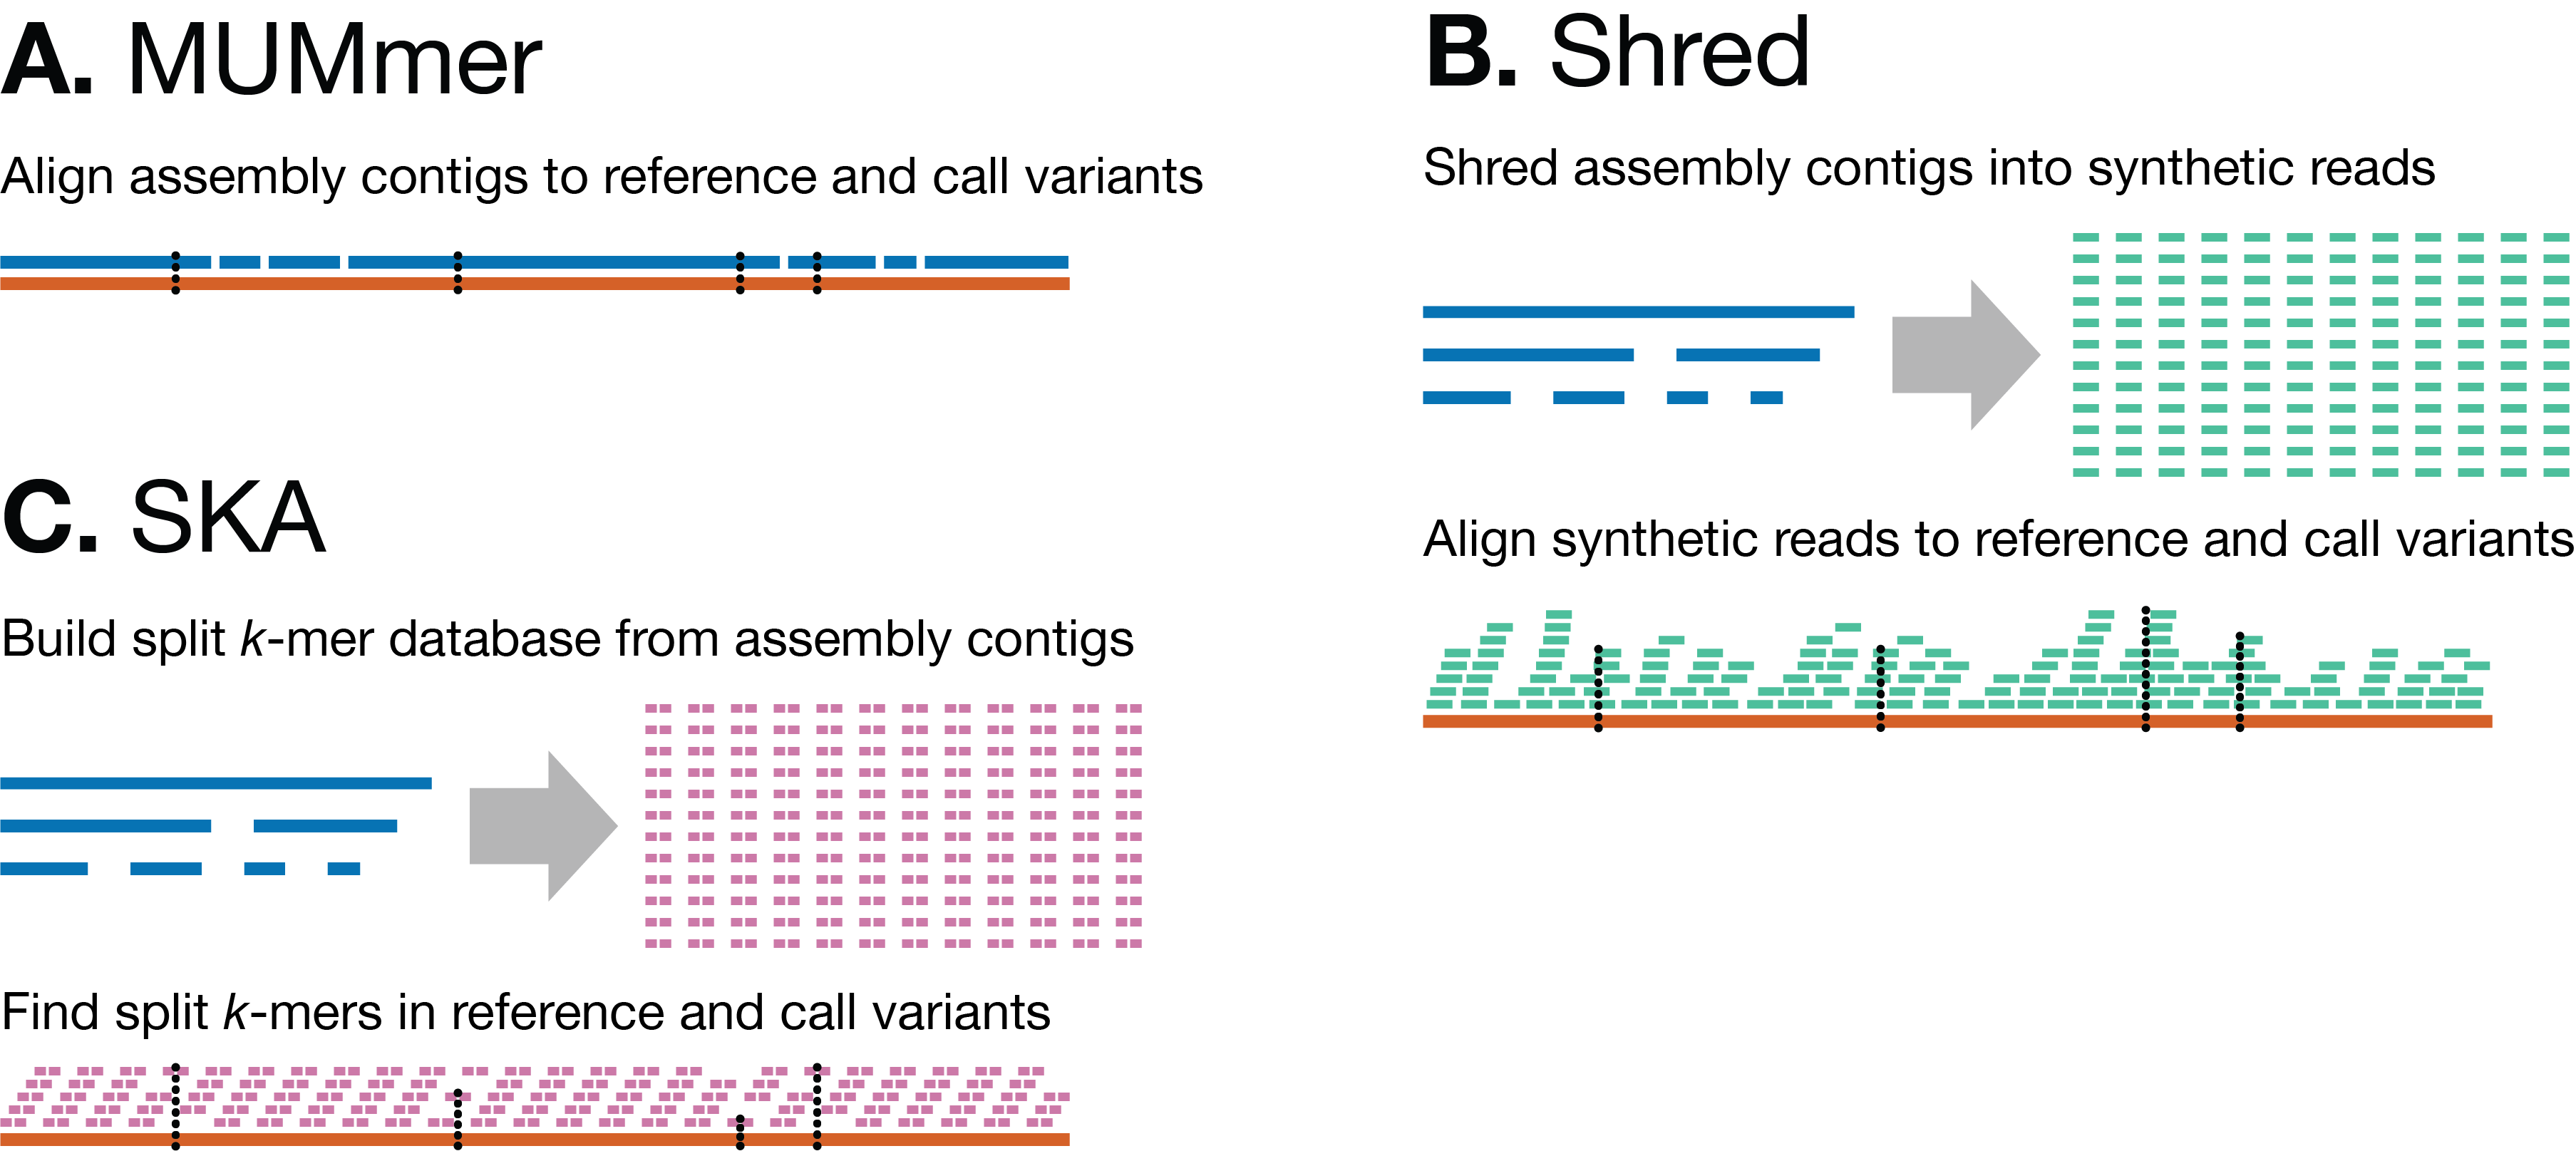 A. MUMmer
Align assembly contigs to reference and call variants
B. Shred
Shred assembly contigs into synthetic reads
Align synthetic reads to reference and call variants
C. SKA
Build split k-mer database from assembly contigs
Find split k-mers in reference and call variants